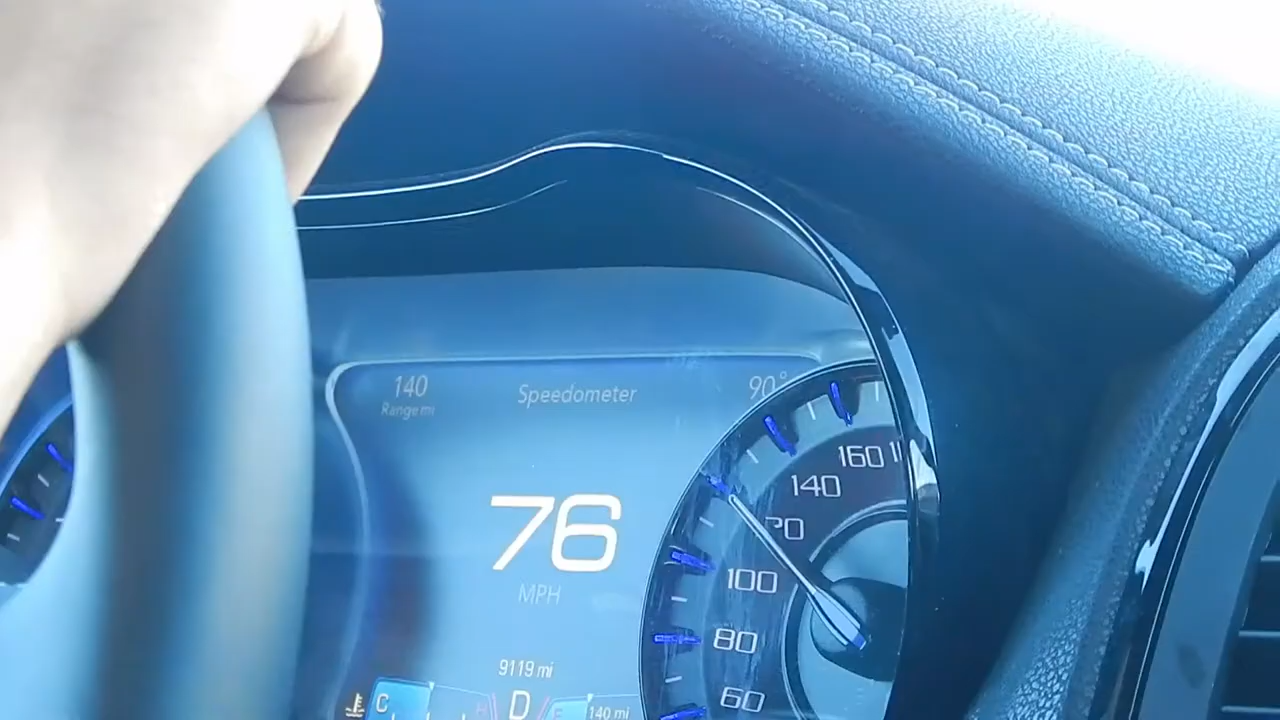 140
Range mi
Speedometer
90°
160
140
100
80
60
76
MPH
9119 mi
C
H
D
E
140 mi